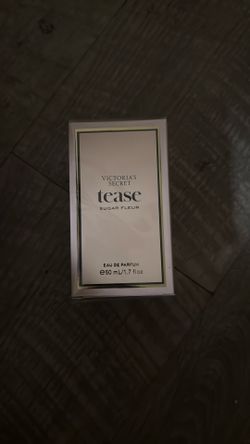 VICTORIA'S
SECRET
tease
SUGAR FLEUR
EAU DE PARFUM
℮50 mL/1.7 fl oz